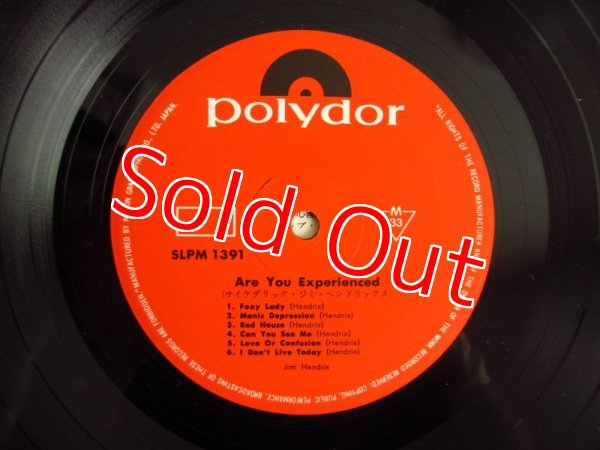 polydor
Sold Out
M
33
SLPM 1391
Are You Experienced
(サイケデリック・ジミ・ヘンドリックス)
1. Foxy Lady (Hendrix)
2. Manic Depression (Hendrix)
3. Red House (Hendrix)
4. Can You See Me (Hendrix)
5. Love Or Confusion (Hendrix)
6. I Don't Live Today (Hendrix)
Jimi Hendrix
"ALL RIGHTS OF THE RECORD MANUFACTURER AND OF THE OWNER OF THE WORK RECORDED RESERVED; COPYING, PUBLIC PERFORMANCE, BROADCASTING OF THESE RECORDS ARE FORBIDDEN." MANUFACTURED BY CO., LTD. JAPAN.